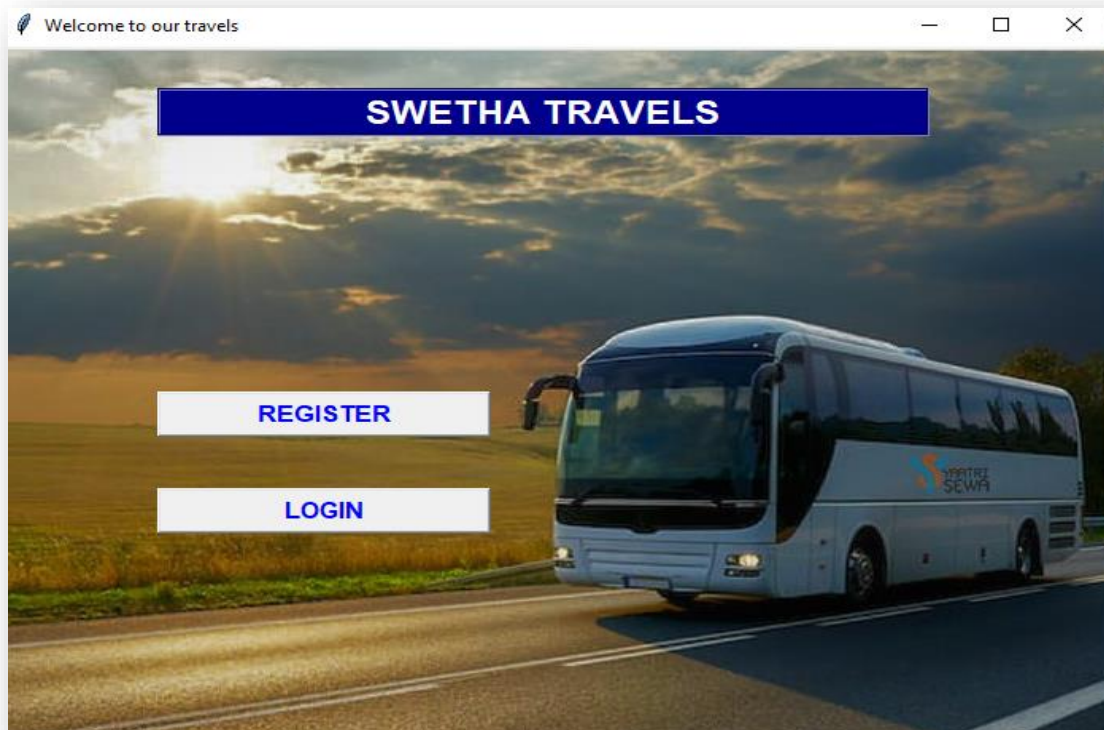 Welcome to our travels
SWETHA TRAVELS
REGISTER
LOGIN
YAATRI
SEWA